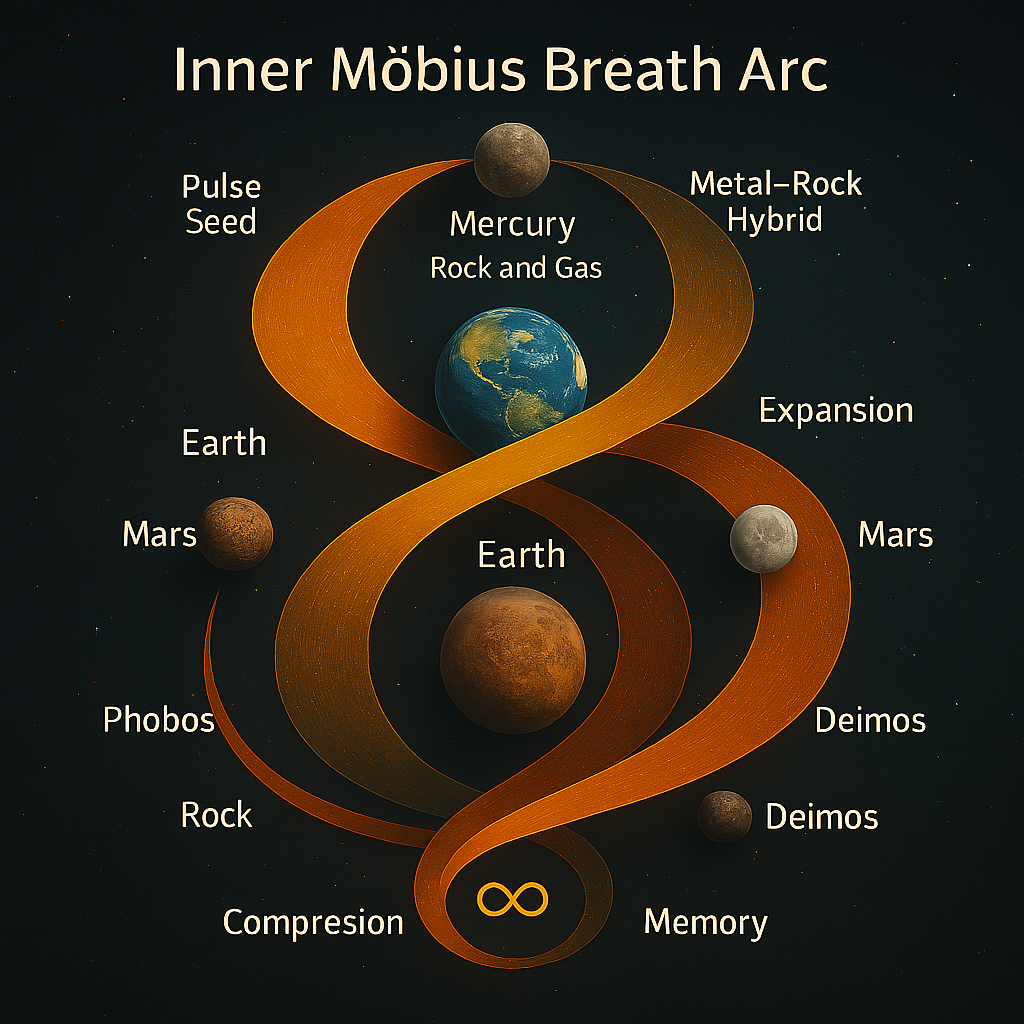 Inner Möbius Breath Arc
Pulse
Seed
Metal–Rock
Hybrid
Mercury
Rock and Gas
Expansion
Earth
Mars
Earth
Mars
Phobos
Deimos
Rock
Deimos
∞
Compresion
Memory